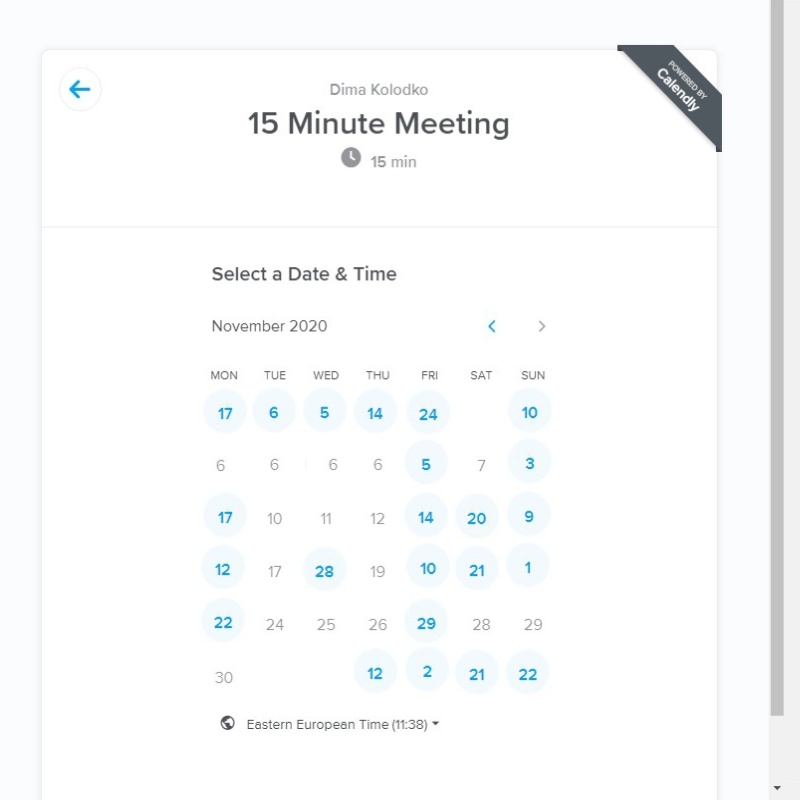 POWERED BY
Calendly
Dima Kolodko
15 Minute Meeting
15 min
Select a Date & Time
November 2020
MON TUE WED THU FRI SAT SUN
17 6 5 14 24 10
6 6 6 6 5 7 3
17 10 11 12 14 20 9
12 17 28 19 10 21 1
22 24 25 26 29 28 29
30 12 2 21 22
Eastern European Time (11:38)